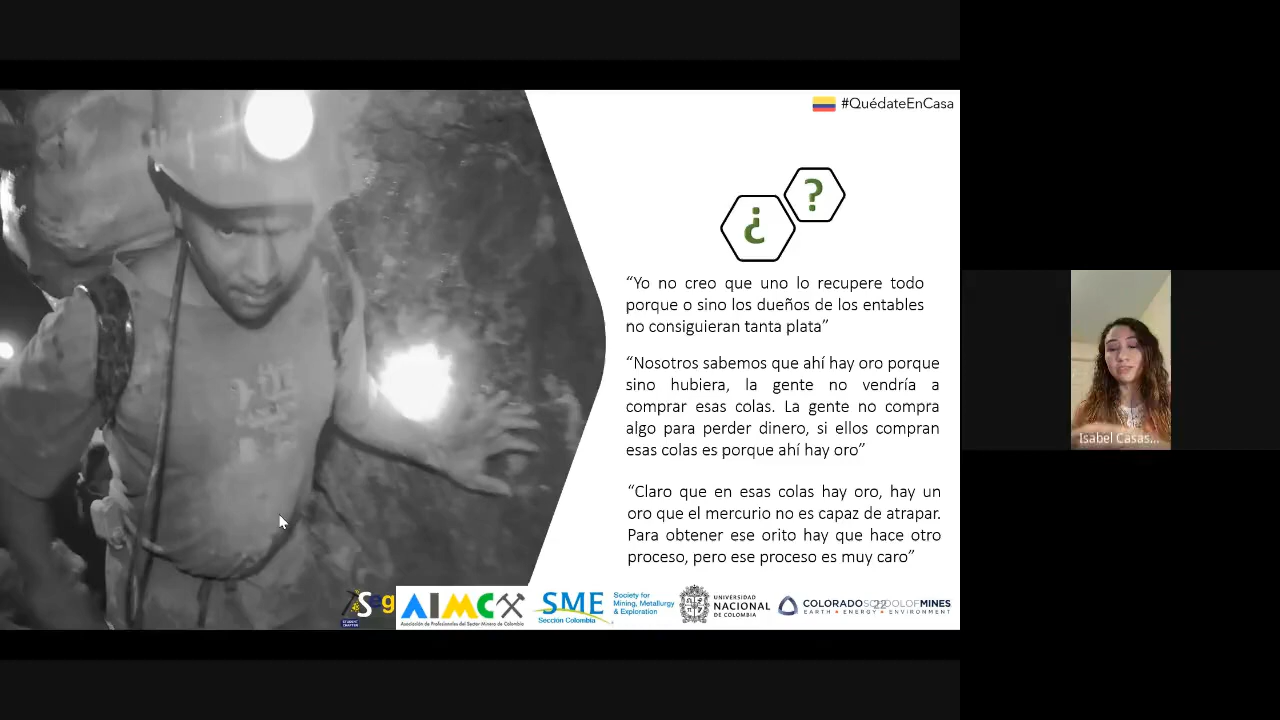 #QuédateEnCasa
¿
?
“Yo no creo que uno lo recupere todo
porque o sino los dueños de los entables
no consiguieran tanta plata”
“Nosotros sabemos que ahí hay oro porque
sino hubiera, la gente no vendría a
comprar esas colas. La gente no compra
algo para perder dinero, si ellos compran
esas colas es porque ahí hay oro”
“Claro que en esas colas hay oro, hay un
oro que el mercurio no es capaz de atrapar.
Para obtener ese orito hay que hace otro
proceso, pero ese proceso es muy caro”
Isabel Casas...
Seg
STUDENT CHAPTER
AIMC
Asociación de Profesionales del Sector Minero de Colombia
SME
Sección Colombia
Society for
Mining, Metallurgy
& Exploration
UNIVERSIDAD
NACIONAL
DE COLOMBIA
COLORADOSCHOOLOFMINES
EARTH • ENERGY • ENVIRONMENT
22